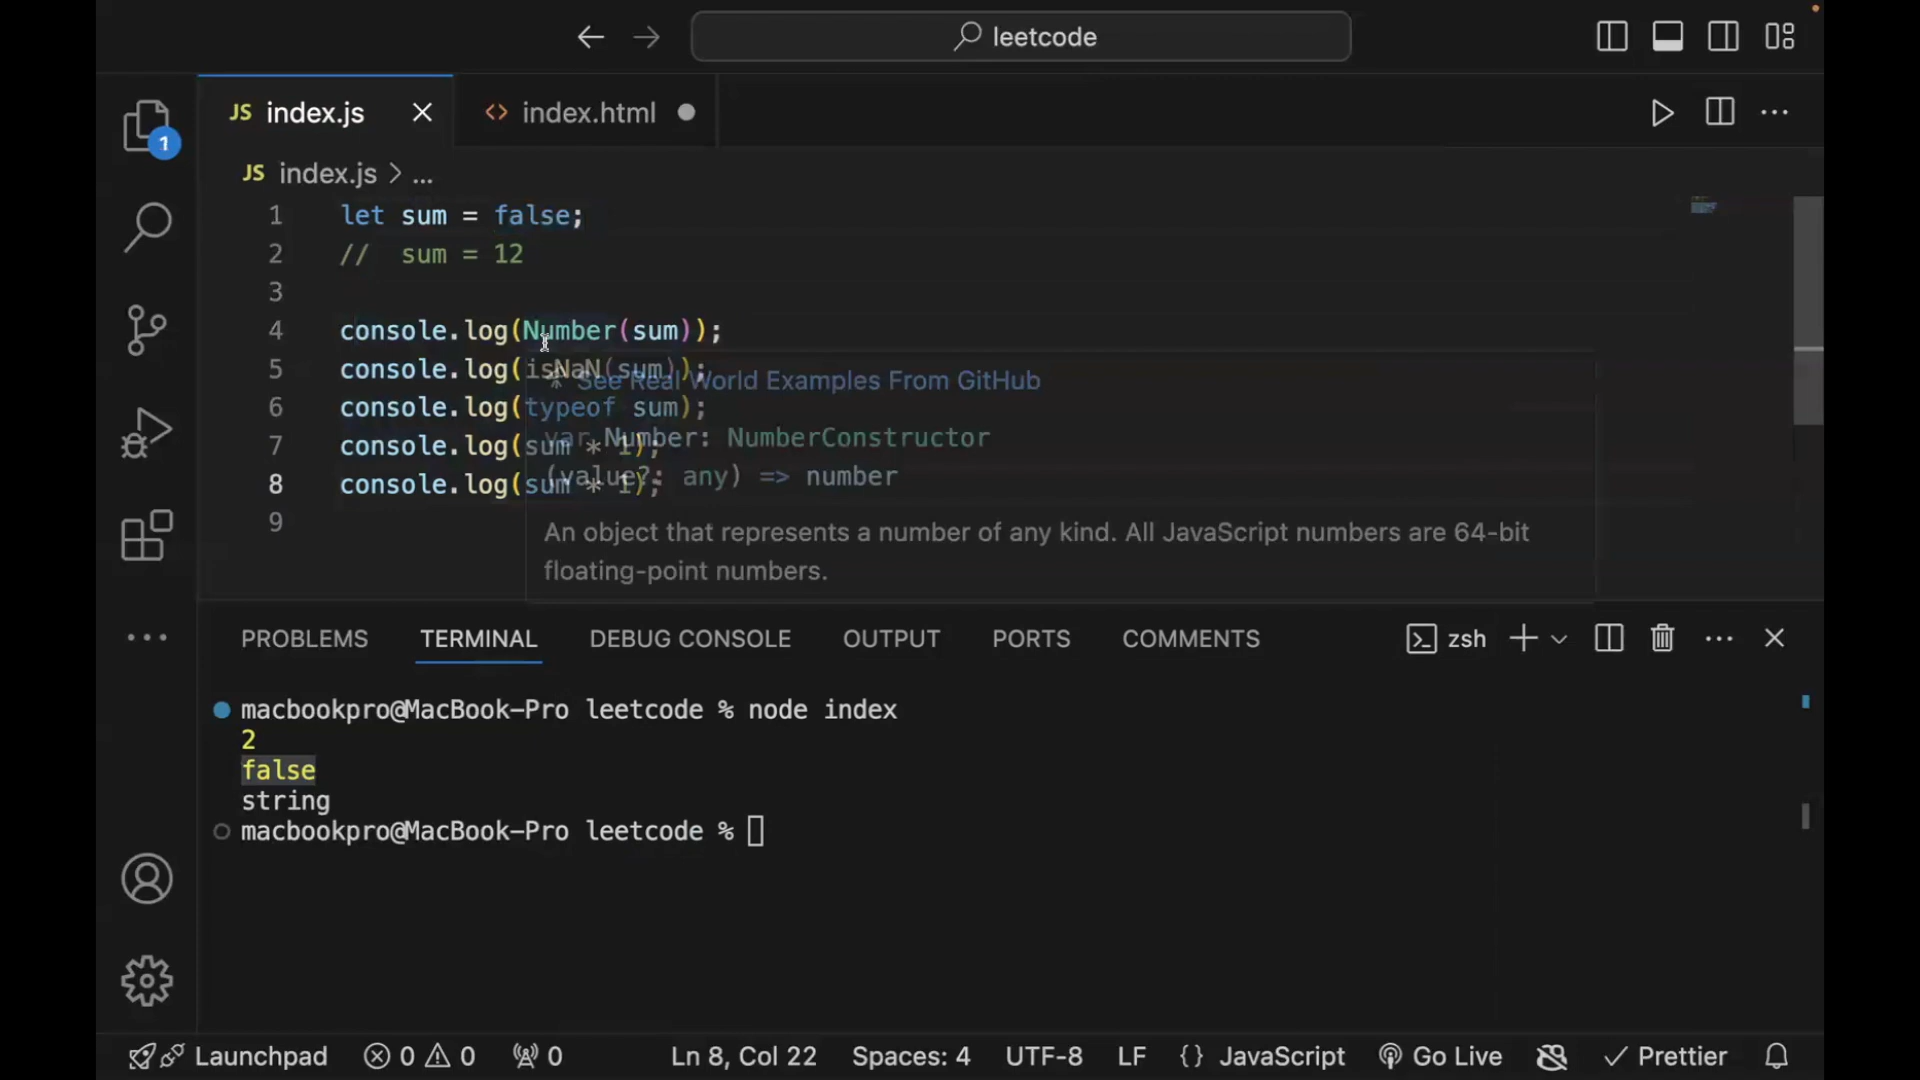 leetcode
JS index.js
<> index.html
1
JS index.js > ...
1 let sum = false;
2 // sum = 12
3
4 console.log(Number(sum));
5 console.log(isNaN(sum));
6 console.log(typeof sum);
7 console.log(sum * 1);
8 console.log(sum * 1);
9
* See Real World Examples From GitHub
var Number: NumberConstructor
(value?: any) => number
An object that represents a number of any kind. All JavaScript numbers are 64-bit
floating-point numbers.
PROBLEMS TERMINAL DEBUG CONSOLE OUTPUT PORTS COMMENTS zsh
macbookpro@MacBook-Pro leetcode % node index
2
false
string
macbookpro@MacBook-Pro leetcode %
Launchpad 0 0 0 Ln 8, Col 22 Spaces: 4 UTF-8 LF {} JavaScript Go Live Prettier